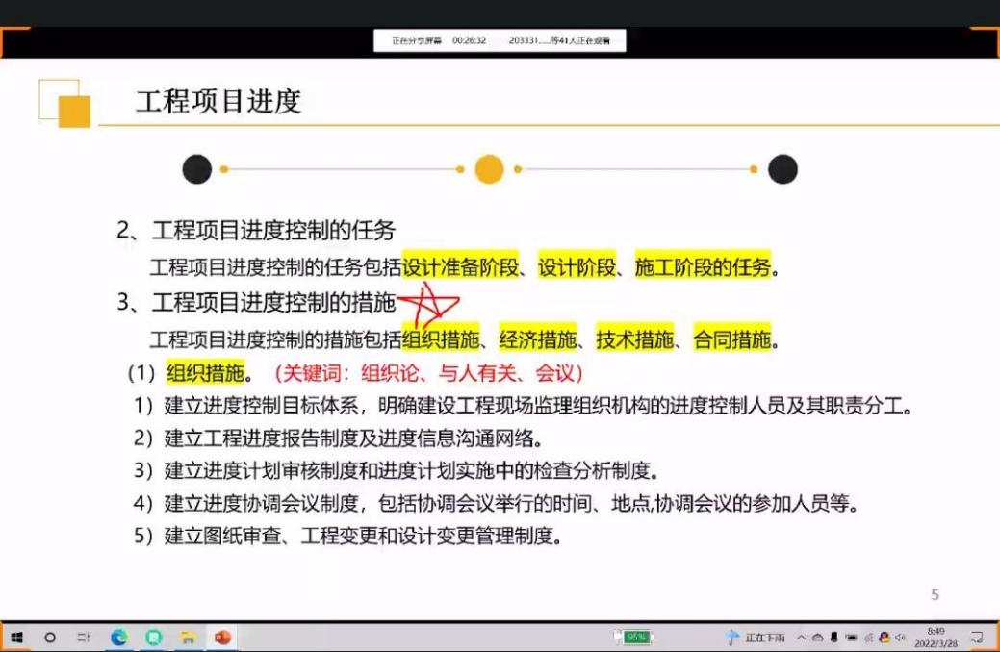 正在分享屏幕 00:26:32 203331.....等41人正在观看
工程项目进度
2、工程项目进度控制的任务
工程项目进度控制的任务包括设计准备阶段、设计阶段、施工阶段的任务。
3、工程项目进度控制的措施
工程项目进度控制的措施包括组织措施、经济措施、技术措施、合同措施。
（1）组织措施。（关键词：组织论、与人有关、会议）
1）建立进度控制目标体系，明确建设工程现场监理组织机构的进度控制人员及其职责分工。
2）建立工程进度报告制度及进度信息沟通网络。
3）建立进度计划审核制度和进度计划实施中的检查分析制度。
4）建立进度协调会议制度，包括协调会议举行的时间、地点,协调会议的参加人员等。
5）建立图纸审查、工程变更和设计变更管理制度。
5
95%
正在下雨
8:49
2022/3/28